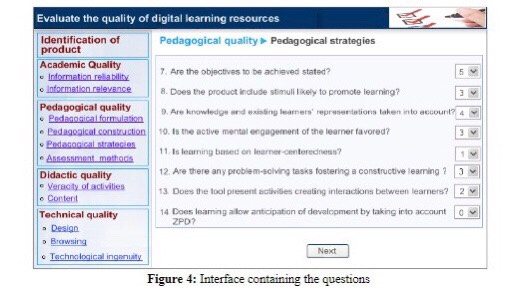 Evaluate the quality of digital learning resources
Identification of
product
Academic Quality
Information reliability
Information relevance
Pedagogical quality
Pedagogical formulation
Pedagogical construction
Pedagogical strategies
Assessment methods
Didactic quality
Veracity of activities
Content
Technical quality
Design
Browsing
Technological ingenuity
Pedagogical quality ▶ Pedagogical strategies
7. Are the objectives to be achieved stated? 5
8. Does the product include stimuli likely to promote learning? 3
9. Are knowledge and existing learners' representations taken into account? 4
10. Is the active mental engagement of the learner favored? 3
11. Is learning based on learner-centeredness? 1
12. Are there any problem-solving tasks fostering a constructive learning ? 3
13. Does the tool present activities creating interactions between learners? 2
14 Does learning allow anticipation of development by taking into account 0
ZPD?
Next
Figure 4: Interface containing the questions